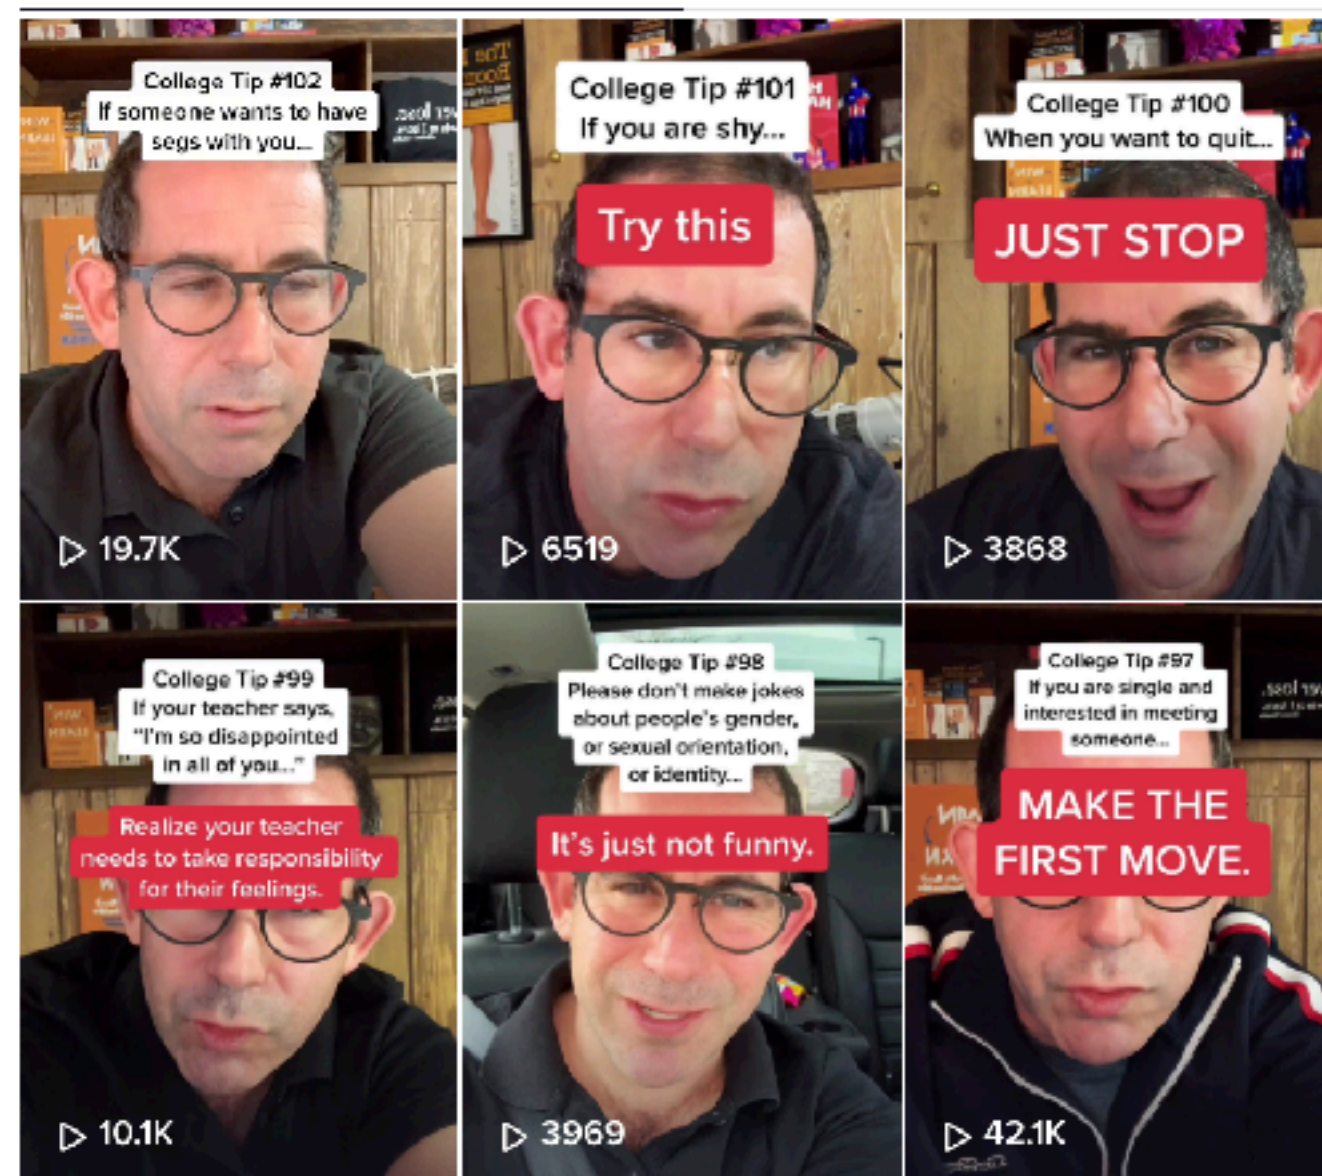 College Tip #102
If someone wants to have
segs with you...
19.7K
College Tip #101
If you are shy...
Try this
6519
College Tip #100
When you want to quit...
JUST STOP
3868
College Tip #99
If your teacher says,
“I'm so disappointed
in all of you...”
Realize your teacher
needs to take responsibility
for their feelings.
10.1K
College Tip #98
Please don't make jokes
about people's gender,
or sexual orientation,
or identity...
It's just not funny.
3969
College Tip #97
If you are single and
interested in meeting
someone...
MAKE THE
FIRST MOVE.
42.1K